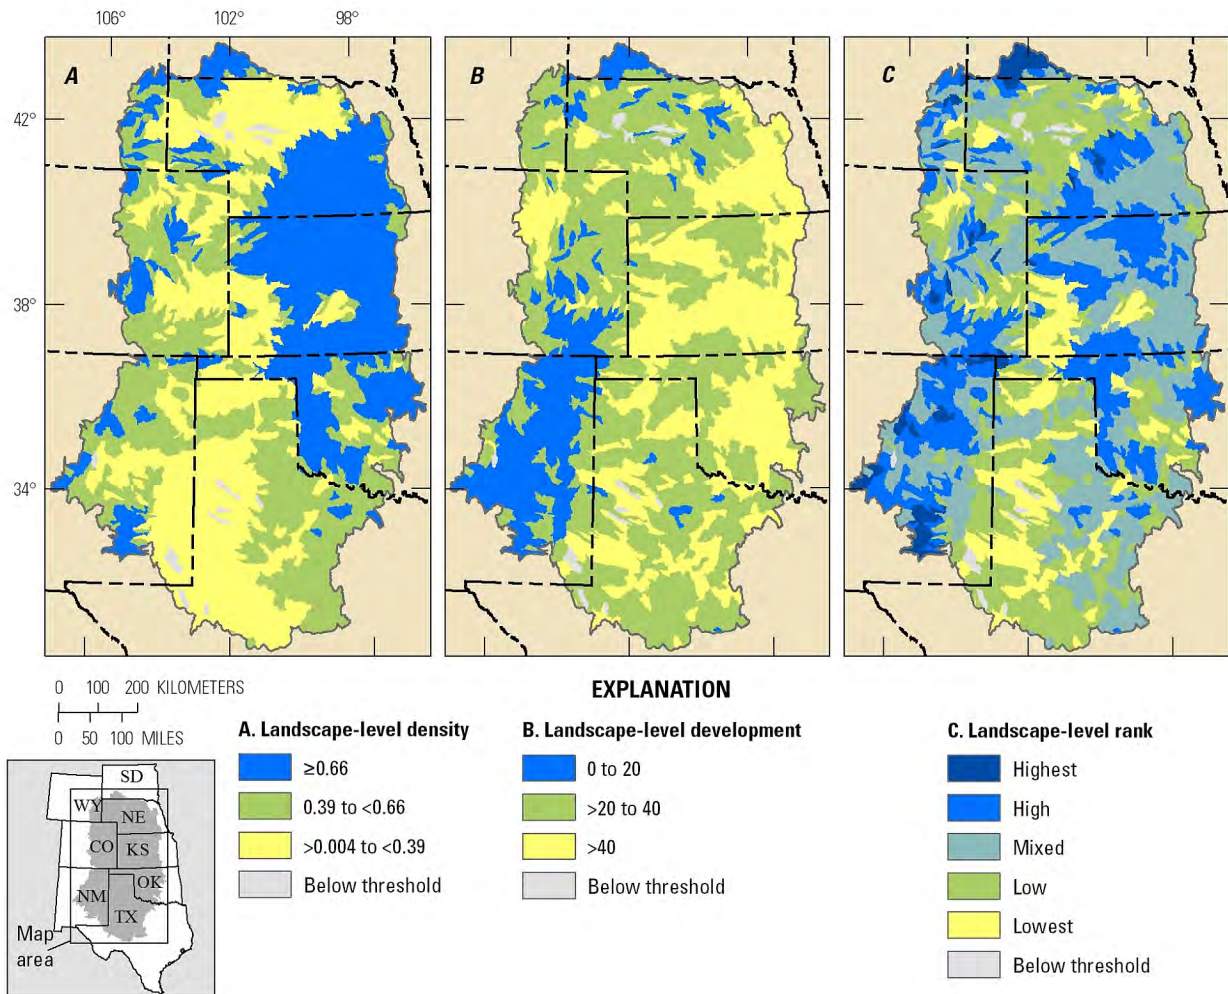 106° 102° 98°
A B C
42°
38°
34°
0 100 200 KILOMETERS
0 50 100 MILES
EXPLANATION
A. Landscape-level density
≥0.66
0.39 to <0.66
>0.004 to <0.39
Below threshold
B. Landscape-level development
0 to 20
>20 to 40
>40
Below threshold
C. Landscape-level rank
Highest
High
Mixed
Low
Lowest
Below threshold
SD
WY
NE
CO
KS
OK
NM
TX
Map
area